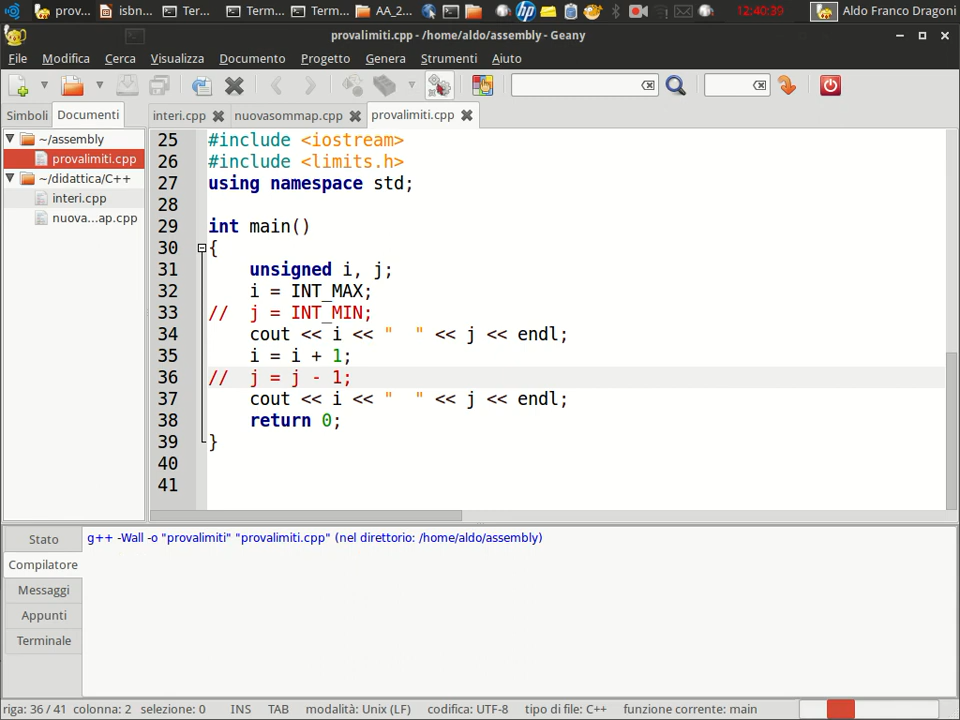 prov...
isbn...
Ter...
Term...
Term...
AA_2...
12:40:39
Aldo Franco Dragoni
provalimiti.cpp - /home/aldo/assembly - Geany
File Modifica Cerca Visualizza Documento Progetto Genera Strumenti Aiuto
Simboli Documenti
interi.cpp nuovasommap.cpp provalimiti.cpp
~/assembly
provalimiti.cpp
~/didattica/C++
interi.cpp
nuova...ap.cpp
25 #include <iostream>
26 #include <limits.h>
27 using namespace std;
28
29 int main()
30 {
31     unsigned i, j;
32     i = INT_MAX;
33 //  j = INT_MIN;
34     cout << i << "  " << j << endl;
35     i = i + 1;
36 //  j = j - 1;
37     cout << i << "  " << j << endl;
38     return 0;
39 }
40
41
Stato
Compilatore
Messaggi
Appunti
Terminale
g++ -Wall -o "provalimiti" "provalimiti.cpp" (nel direttorio: /home/aldo/assembly)
riga: 36 / 41 colonna: 2 selezione: 0 INS TAB modalità: Unix (LF) codifica: UTF-8 tipo di file: C++ funzione corrente: main